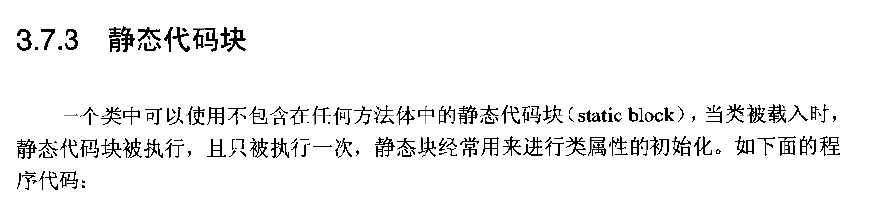 3.7.3 静态代码块
一个类中可以使用不包含在任何方法体中的静态代码块（static block），当类被载入时，
静态代码块被执行，且只被执行一次，静态块经常用来进行类属性的初始化。如下面的程
序代码：